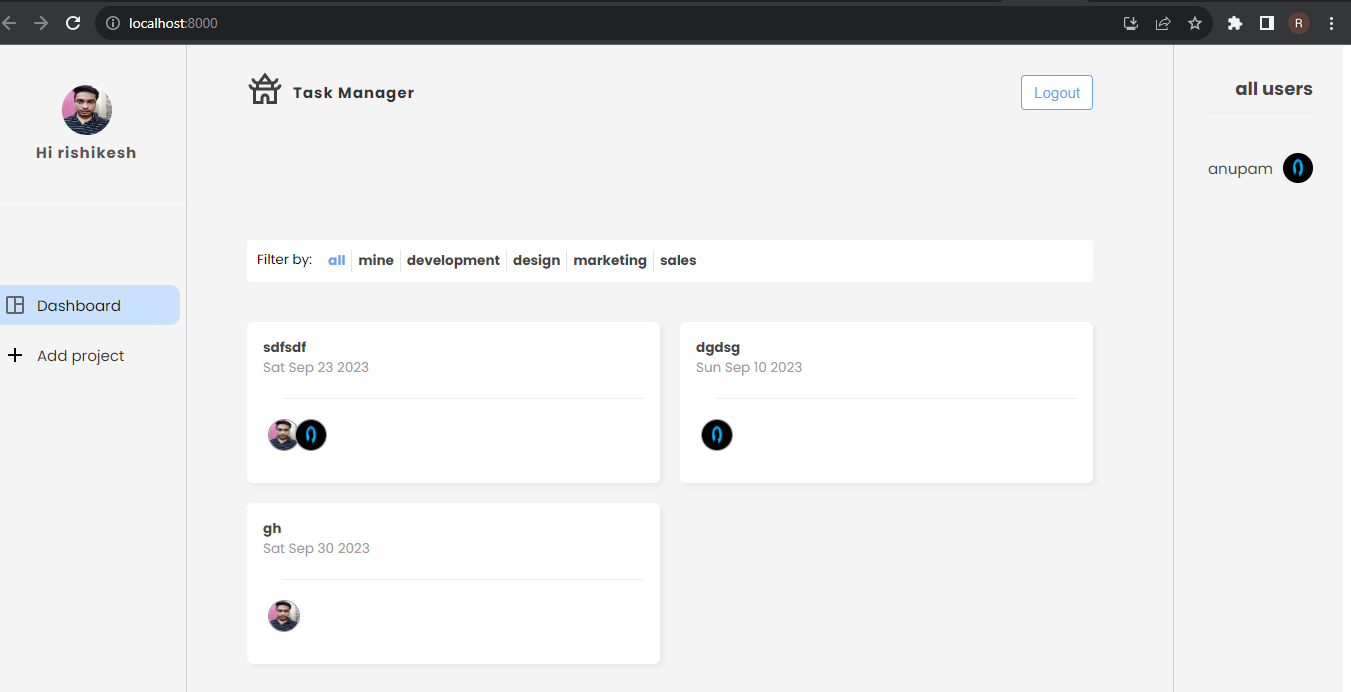 localhost:8000
R
Hi rishikesh
Dashboard
Add project
Task Manager
Logout
Filter by: all mine development design marketing sales
sdfsdf
Sat Sep 23 2023
dgdsg
Sun Sep 10 2023
gh
Sat Sep 30 2023
all users
anupam